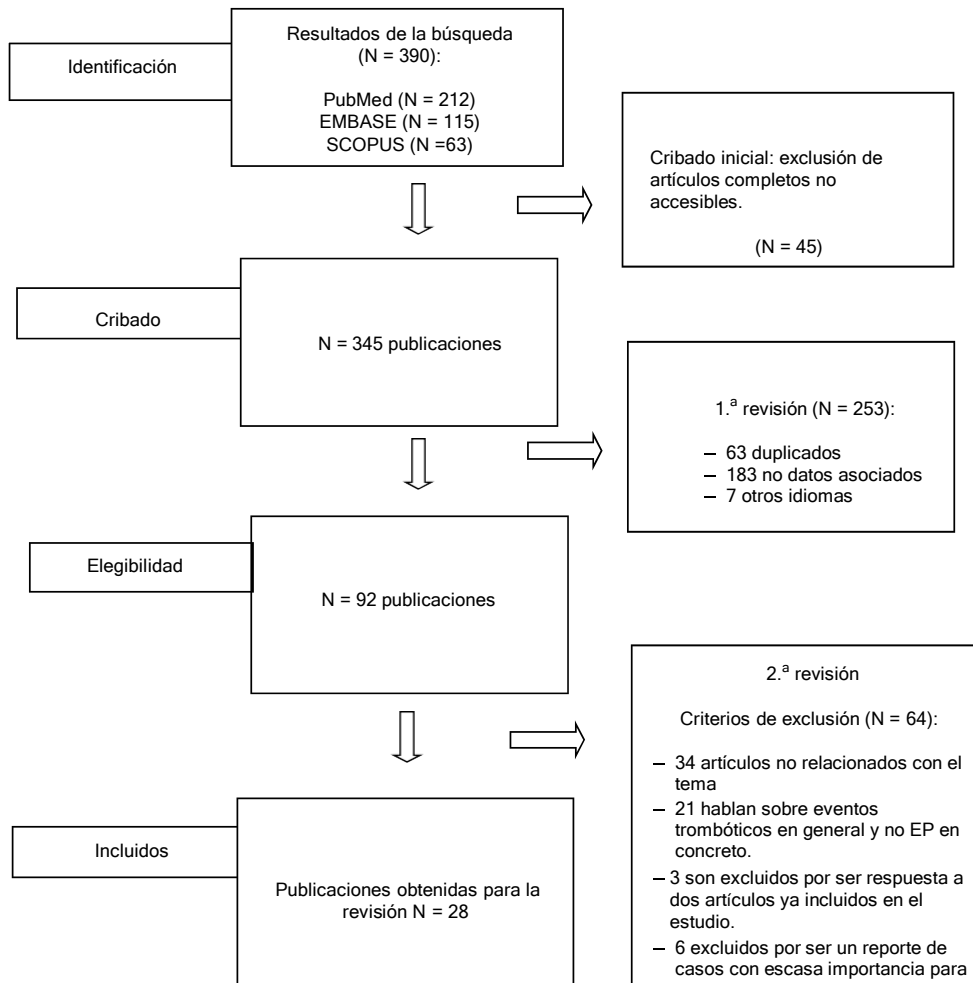 Identificación
Resultados de la búsqueda
(N = 390):
PubMed (N = 212)
EMBASE (N = 115)
SCOPUS (N =63)
Cribado inicial: exclusión de
artículos completos no
accesibles.
(N = 45)
Cribado
N = 345 publicaciones
1.ª revisión (N = 253):
– 63 duplicados
– 183 no datos asociados
– 7 otros idiomas
Elegibilidad
N = 92 publicaciones
2.ª revisión
Criterios de exclusión (N = 64):
– 34 artículos no relacionados con el
tema
– 21 hablan sobre eventos
trombóticos en general y no EP en
concreto.
– 3 son excluidos por ser respuesta a
dos artículos ya incluidos en el
estudio.
– 6 excluidos por ser un reporte de
casos con escasa importancia para
Incluidos
Publicaciones obtenidas para la
revisión N = 28